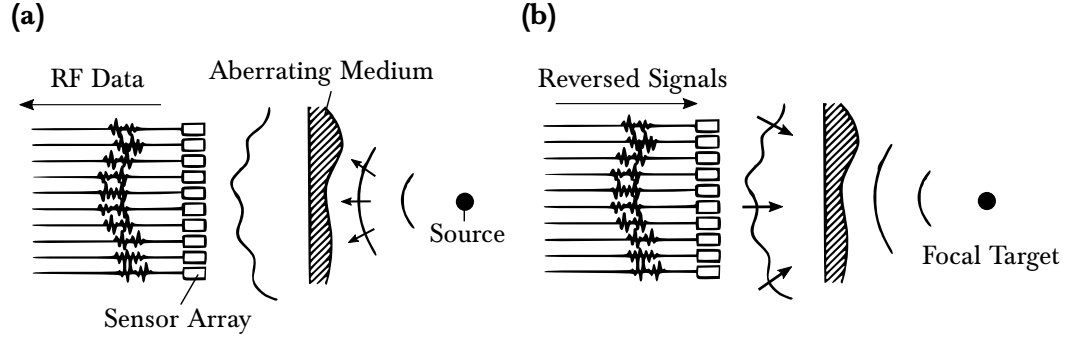 (a)
RF Data
Aberrating Medium
Source
Sensor Array
(b)
Reversed Signals
Focal Target